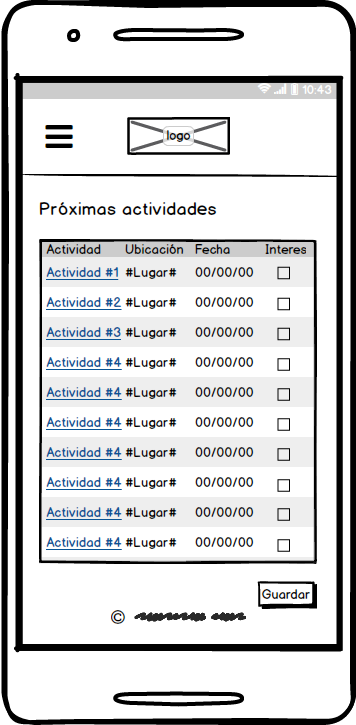 10:43
logo
Próximas actividades
Actividad Ubicación Fecha Interes
Actividad #1 #Lugar# 00/00/00
Actividad #2 #Lugar# 00/00/00
Actividad #3 #Lugar# 00/00/00
Actividad #4 #Lugar# 00/00/00
Actividad #4 #Lugar# 00/00/00
Actividad #4 #Lugar# 00/00/00
Actividad #4 #Lugar# 00/00/00
Actividad #4 #Lugar# 00/00/00
Actividad #4 #Lugar# 00/00/00
Actividad #4 #Lugar# 00/00/00
Guardar
©